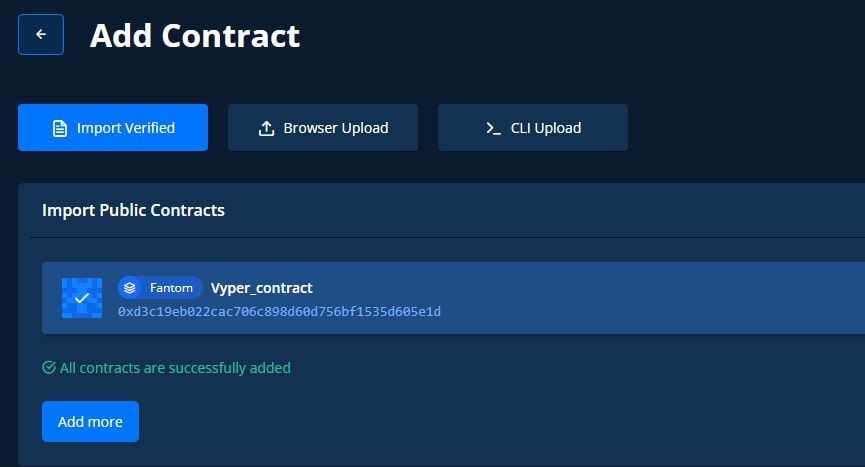 Add Contract
Import Verified
Browser Upload
CLI Upload
Import Public Contracts
Fantom Vyper_contract
0xd3c19eb022cac706c898d60d756bf1535d605e1d
All contracts are successfully added
Add more